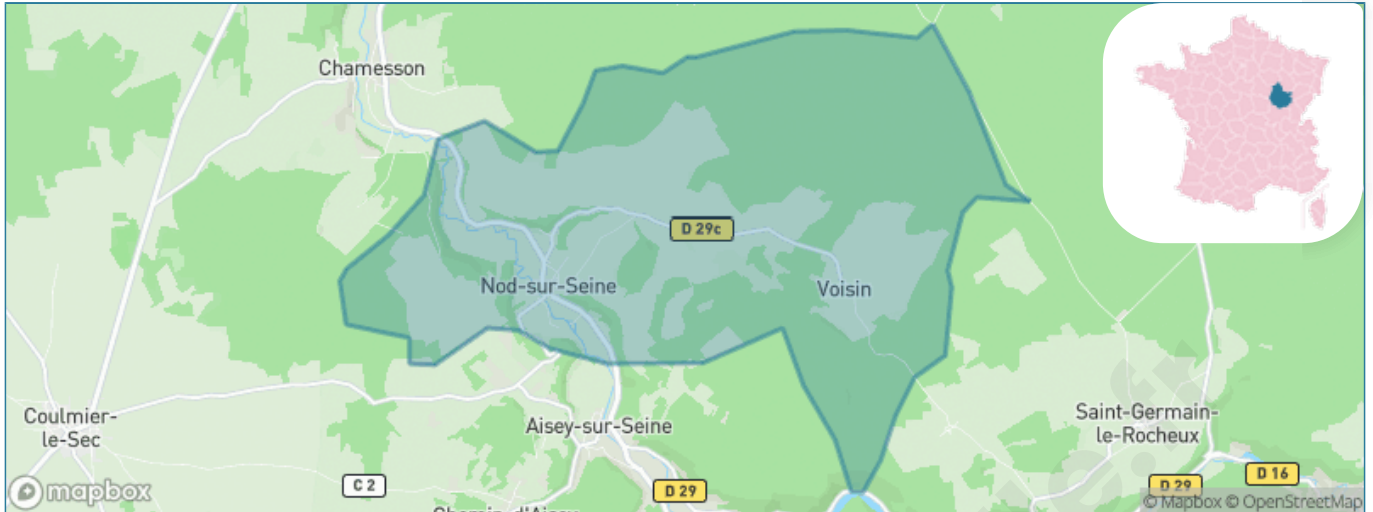 Chamesson
D 29c
Nod-sur-Seine
Voisin
Coulmier-
le-Sec
Aisey-sur-Seine
Saint-Germain-
le-Rocheux
C 2
D 29
D 29
D 16
mapbox
© Mapbox © OpenStreetMap